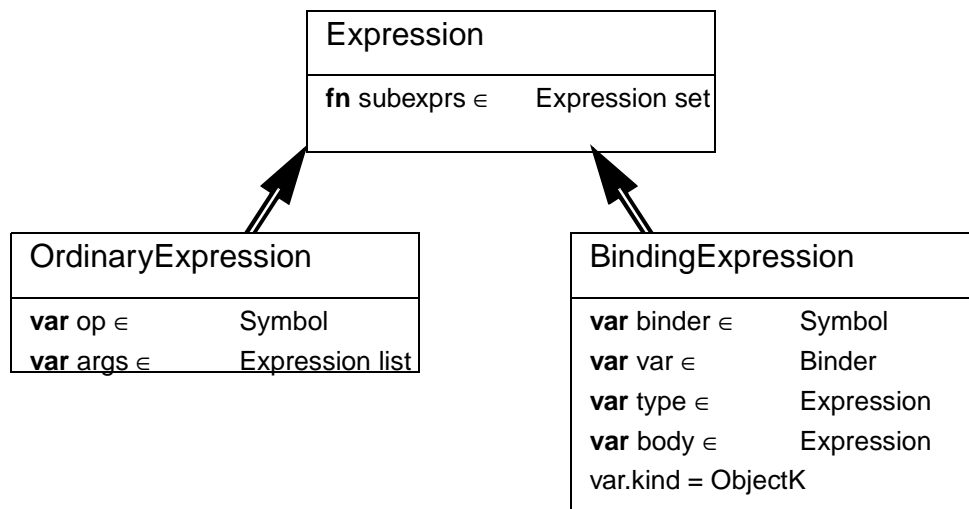 Expression
fn subexprs ∈ Expression set
OrdinaryExpression
var op ∈ Symbol
var args ∈ Expression list
BindingExpression
var binder ∈ Symbol
var var ∈ Binder
var type ∈ Expression
var body ∈ Expression
var.kind = ObjectK